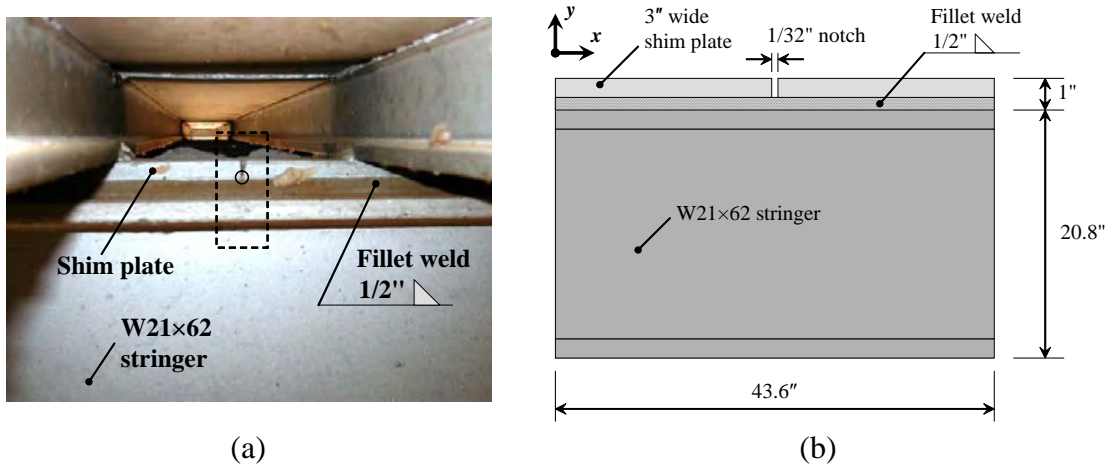 Shim plate
Fillet weld
1/2"
W21×62
stringer
(a)
y
x
3" wide
shim plate
1/32" notch
Fillet weld
1/2"
1"
W21×62 stringer
20.8"
43.6"
(b)